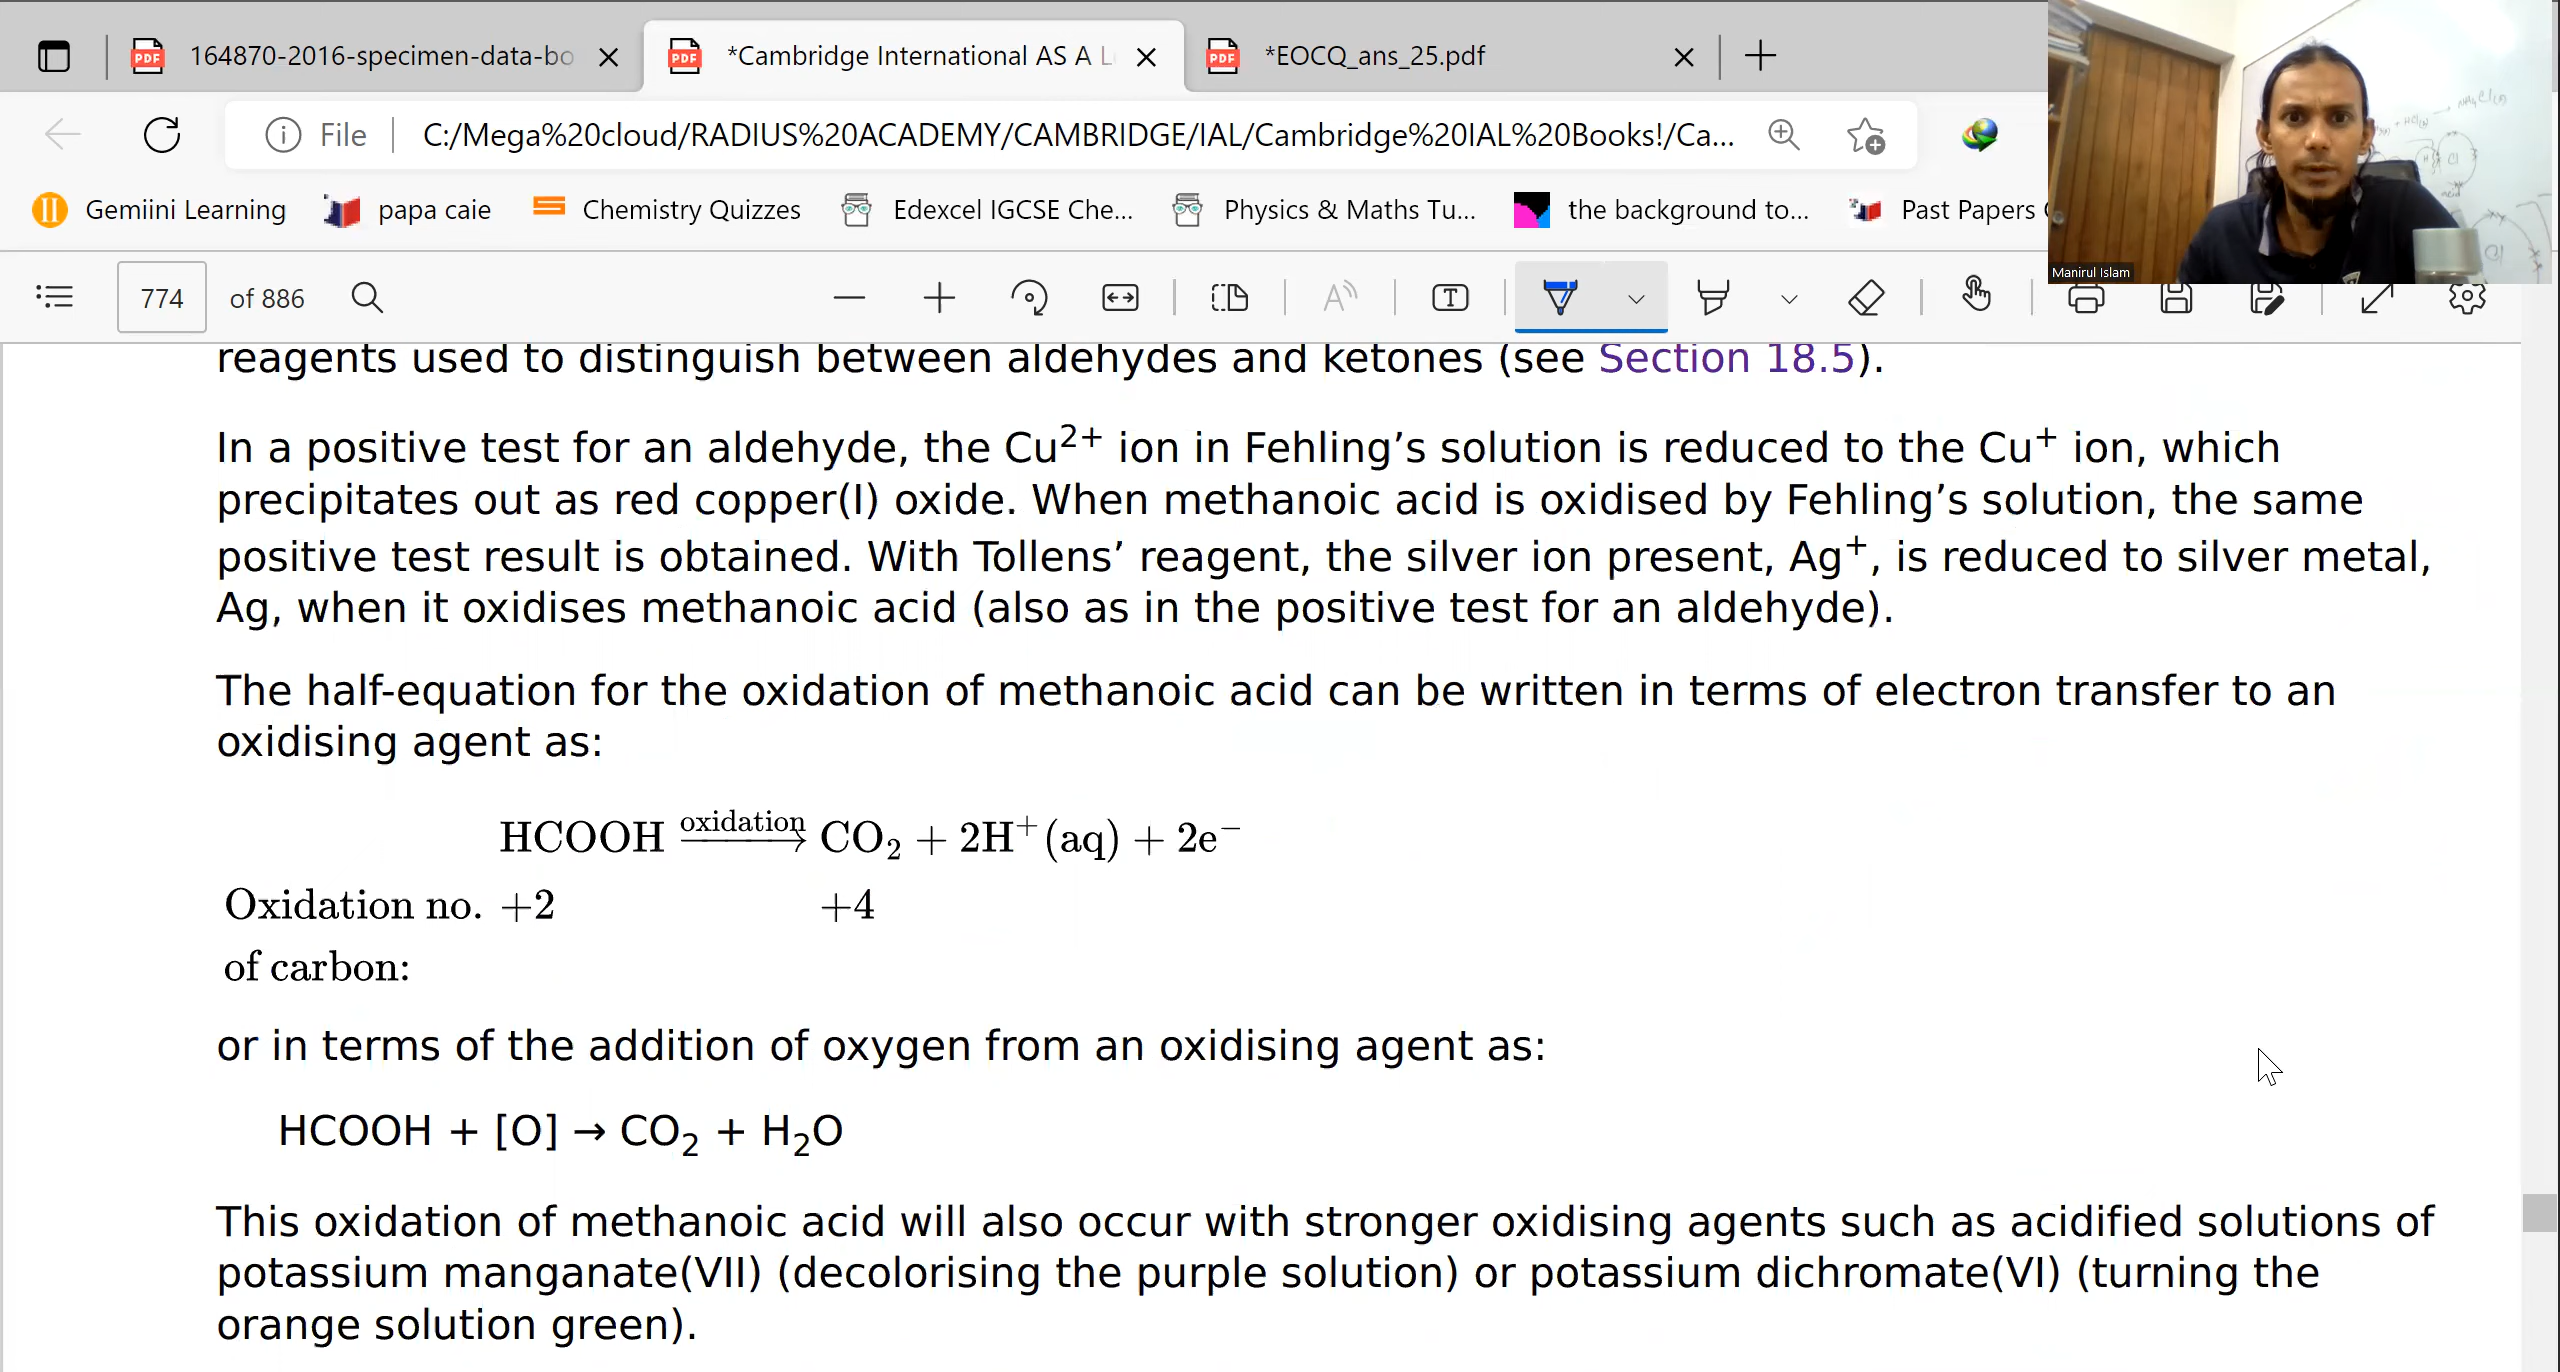 164870-2016-specimen-data-bo
*Cambridge International AS A L
*EOCQ_ans_25.pdf
File
C:/Mega%20cloud/RADIUS%20ACADEMY/CAMBRIDGE/IAL/Cambridge%20IAL%20Books!/Ca...
Gemiini Learning
papa caie
Chemistry Quizzes
Edexcel IGCSE Che...
Physics & Maths Tu...
the background to...
Past Papers
Manirul Islam
774 of 886
reagents used to distinguish between aldehydes and ketones (see Section 18.5).
In a positive test for an aldehyde, the Cu²⁺ ion in Fehling’s solution is reduced to the Cu⁺ ion, which
precipitates out as red copper(I) oxide. When methanoic acid is oxidised by Fehling’s solution, the same
positive test result is obtained. With Tollens’ reagent, the silver ion present, Ag⁺, is reduced to silver metal,
Ag, when it oxidises methanoic acid (also as in the positive test for an aldehyde).
The half-equation for the oxidation of methanoic acid can be written in terms of electron transfer to an
oxidising agent as:
oxidation
HCOOH → CO₂ + 2H⁺(aq) + 2e⁻
Oxidation no. +2 +4
of carbon:
or in terms of the addition of oxygen from an oxidising agent as:
HCOOH + [O] → CO₂ + H₂O
This oxidation of methanoic acid will also occur with stronger oxidising agents such as acidified solutions of
potassium manganate(VII) (decolorising the purple solution) or potassium dichromate(VI) (turning the
orange solution green).